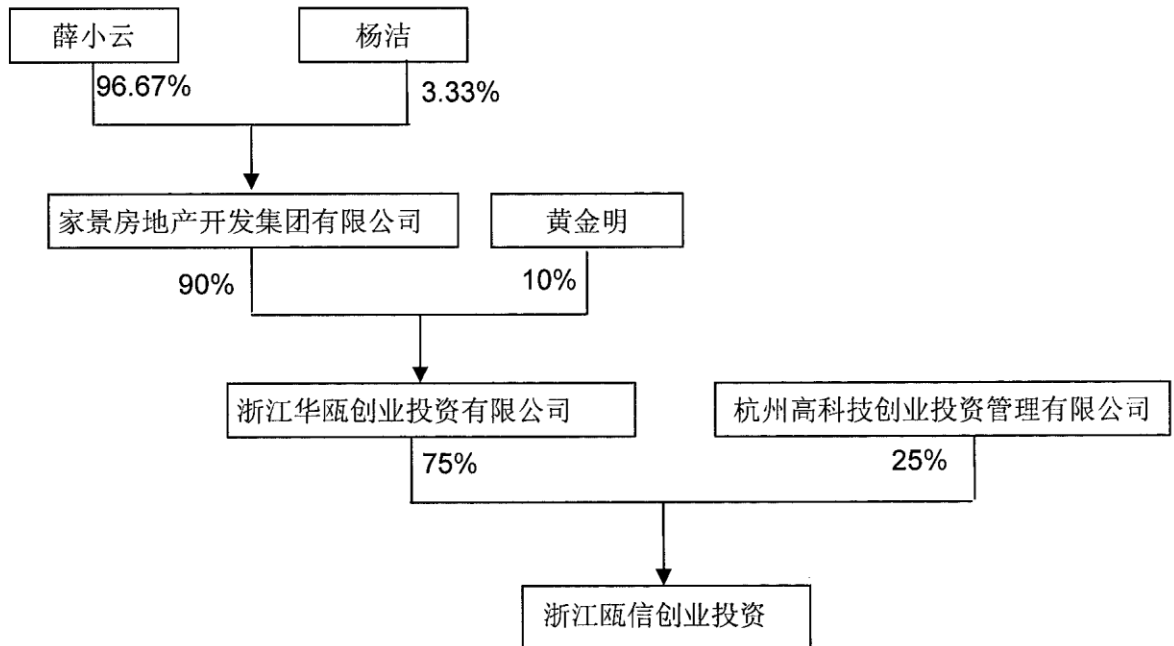 薛小云
杨洁
96.67%
3.33%
家景房地产开发集团有限公司
黄金明
90%
10%
浙江华瓯创业投资有限公司
杭州高科技创业投资管理有限公司
75%
25%
浙江瓯信创业投资